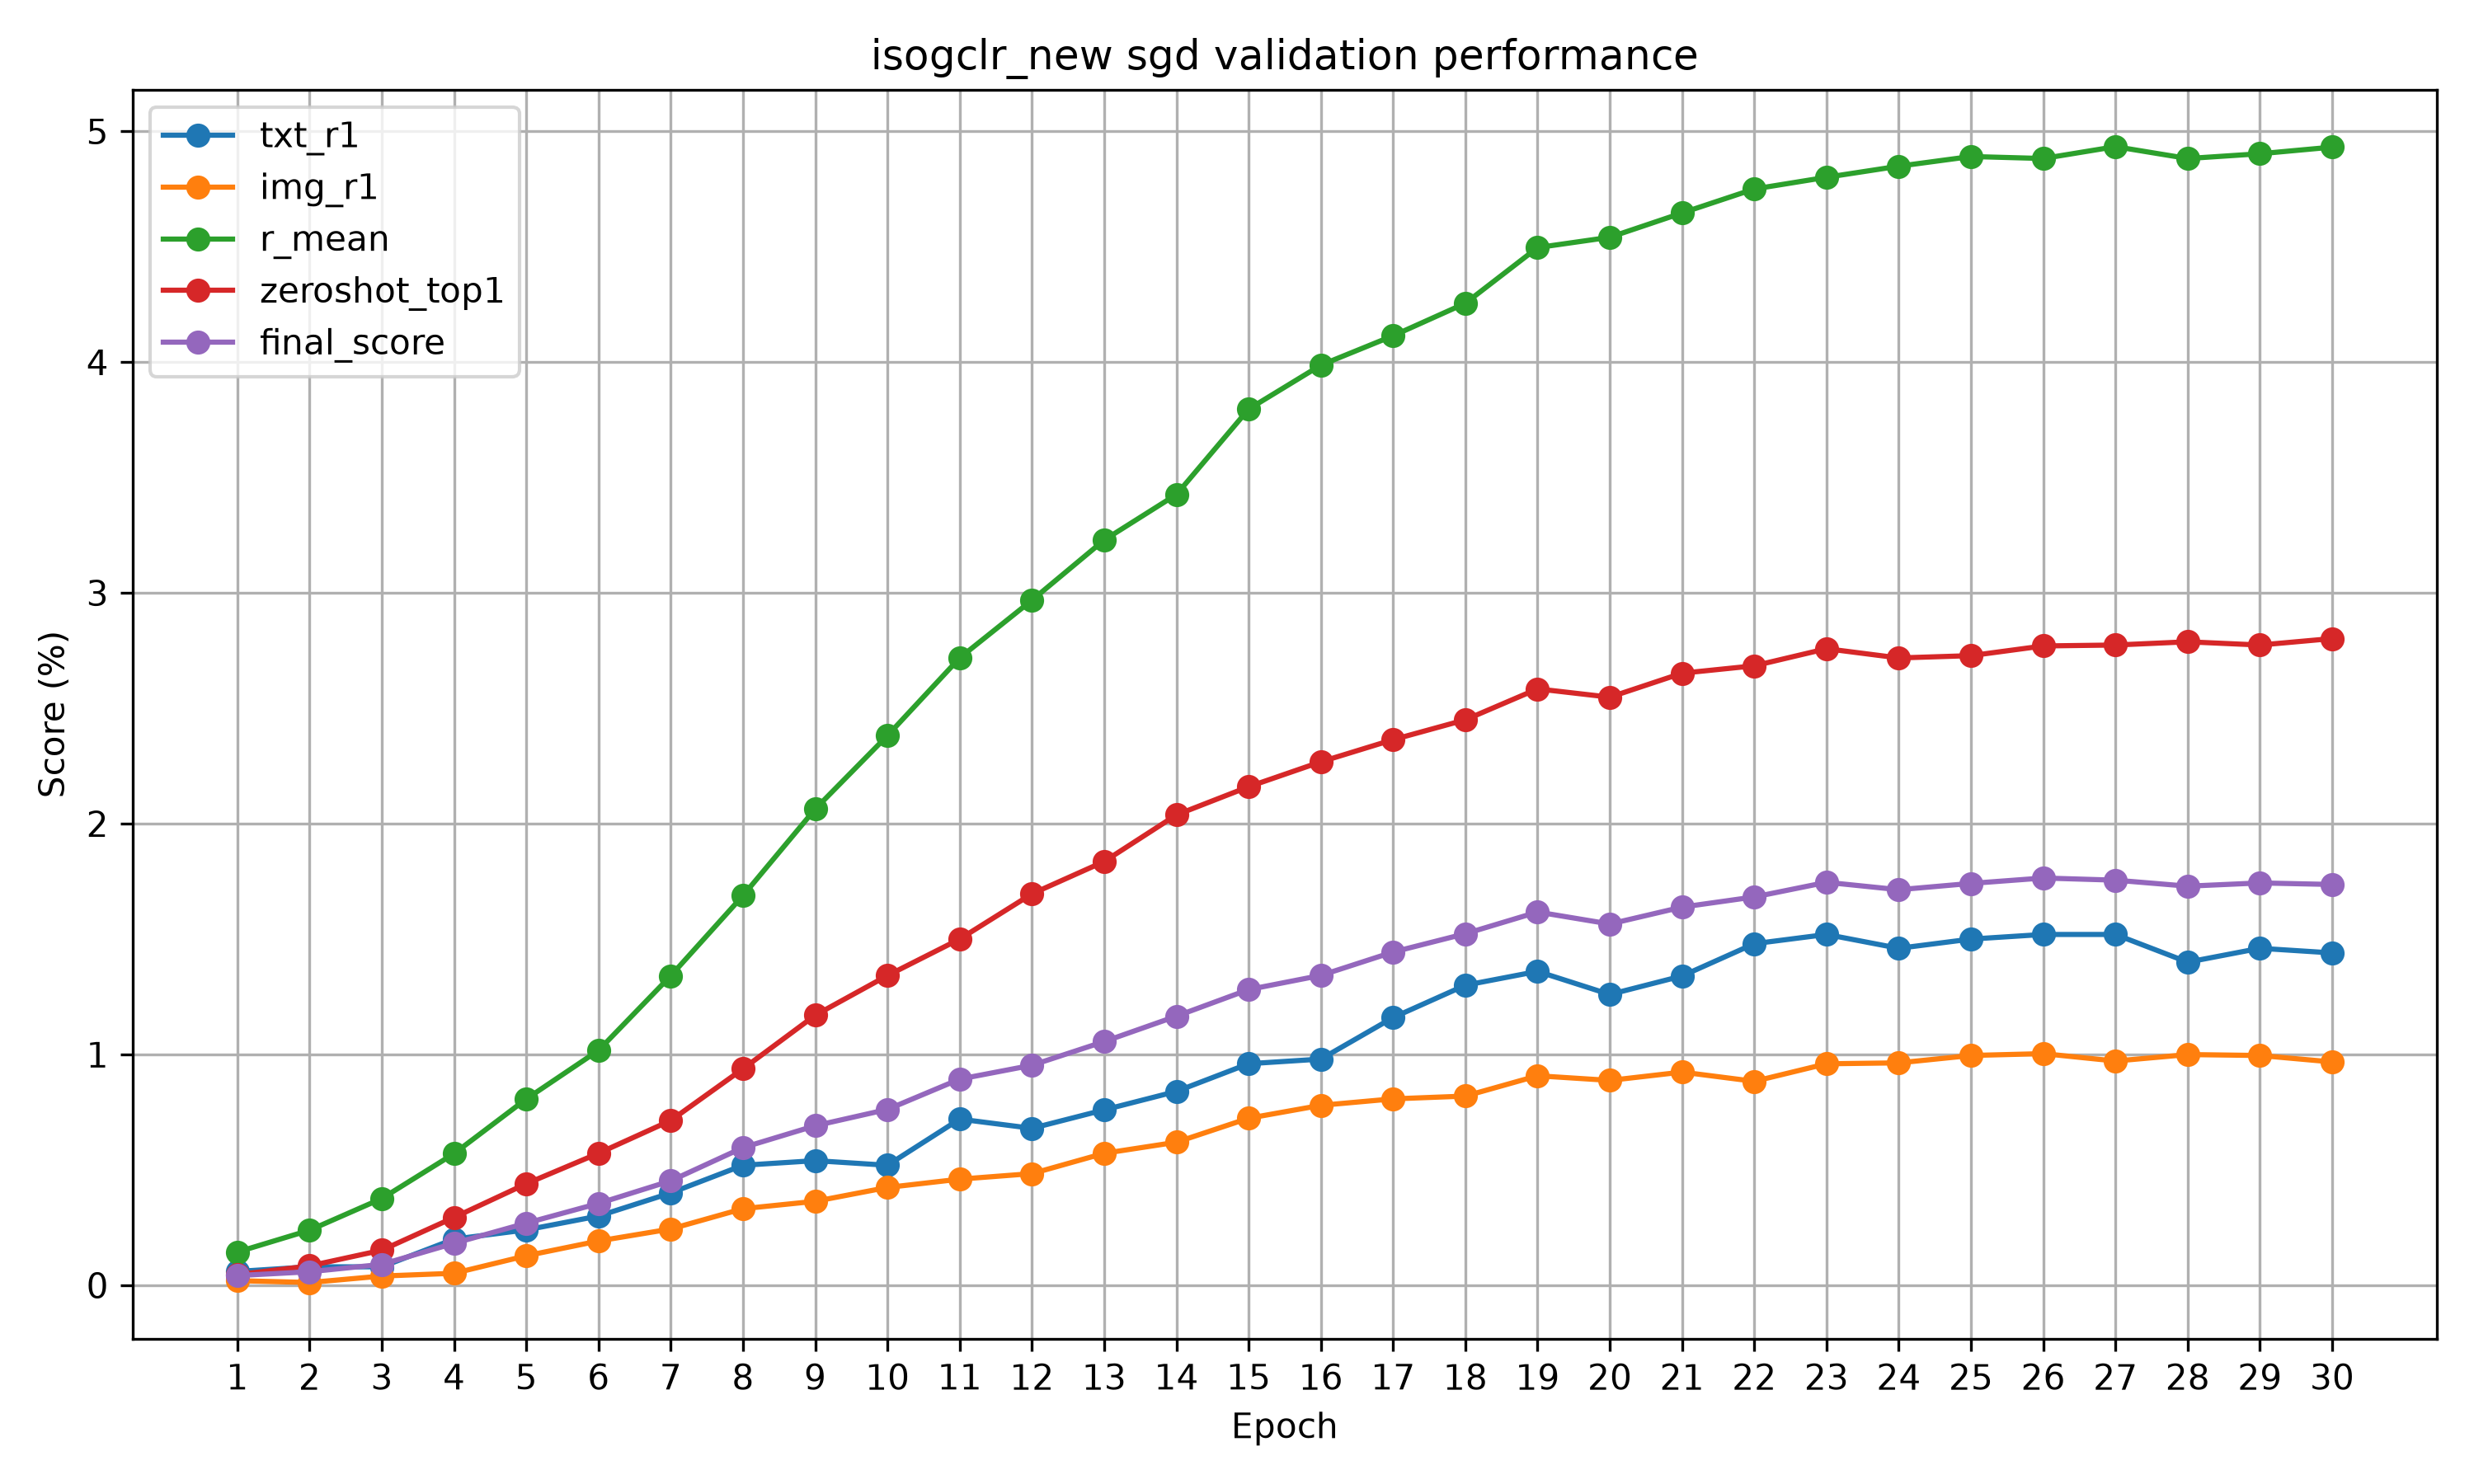 isogclr_new sgd validation performance
txt_r1
img_r1
r_mean
zeroshot_top1
final_score
Score (%)
5
4
3
2
1
0
1 2 3 4 5 6 7 8 9 10 11 12 13 14 15 16 17 18 19 20 21 22 23 24 25 26 27 28 29 30
Epoch